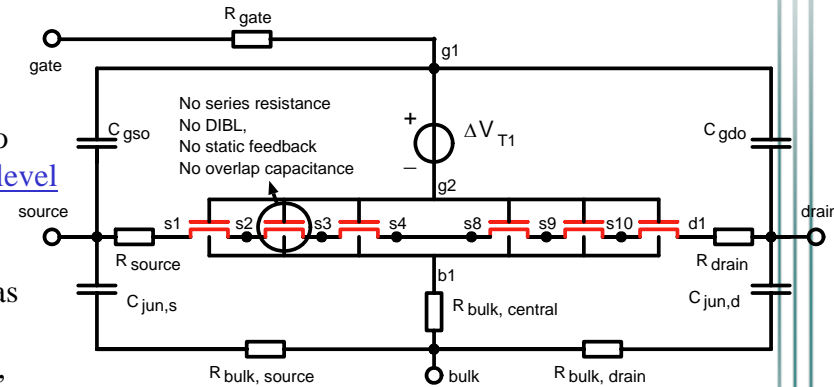 R gate
gate
g1
No series resistance
No DIBL,
No static feedback
No overlap capacitance
C gso
+
ΔV T1
–
C gdo
o
level
g2
source
s1
s2
s3
s4
s8
s9
s10
d1
drain
R source
R drain
b1
as
C jun,s
R bulk, central
C jun,d
,
R bulk, source
bulk
R bulk, drain